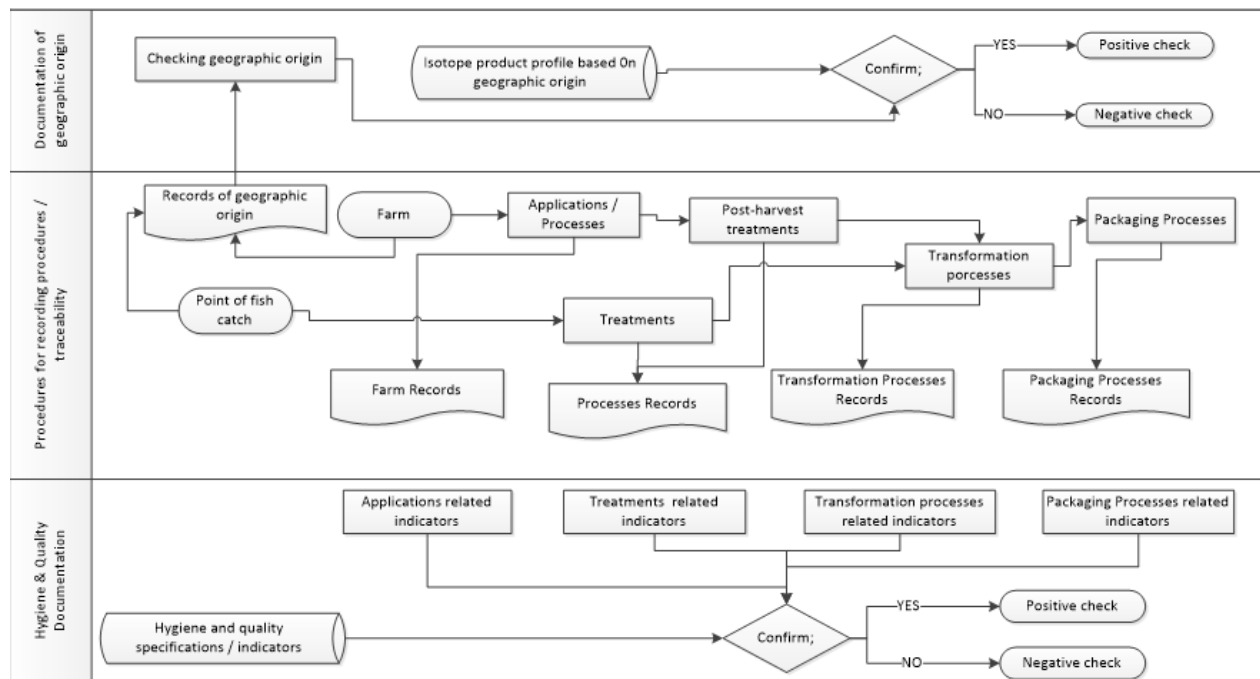 Documentation of
geographic origin
Checking geographic origin
Isotope product profile based 0n
geographic origin
Confirm;
YES
Positive check
NO
Negative check
Procedures for recording procedures /
traceability
Records of geographic
origin
Farm
Applications /
Processes
Post-harvest
treatments
Packaging Processes
Transformation
porcesses
Point of fish
catch
Treatments
Farm Records
Processes Records
Transformation Processes
Records
Packaging Processes
Records
Hygiene & Quality
Documentation
Applications related
indicators
Treatments related
indicators
Transformation processes
related indicators
Packaging Processes related
indicators
Hygiene and quality
specifications / indicators
Confirm;
YES
Positive check
NO
Negative check